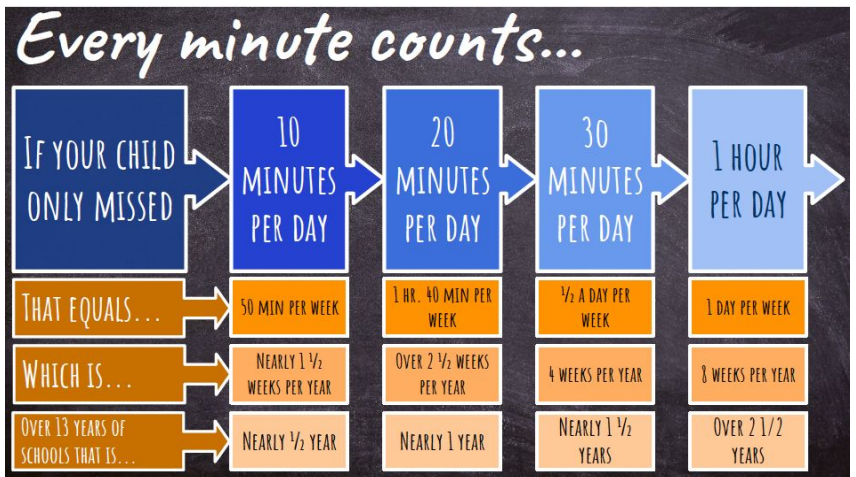 Every minute counts...
IF YOUR CHILD
ONLY MISSED
10
MINUTES
PER DAY
20
MINUTES
PER DAY
30
MINUTES
PER DAY
1 HOUR
PER DAY
THAT EQUALS...
50 MIN PER WEEK
1 HR. 40 MIN PER
WEEK
½ A DAY PER
WEEK
1 DAY PER WEEK
WHICH IS...
NEARLY 1 ½
WEEKS PER YEAR
OVER 2 ½ WEEKS
PER YEAR
4 WEEKS PER YEAR
8 WEEKS PER YEAR
OVER 13 YEARS OF
SCHOOLS THAT IS...
NEARLY ½ YEAR
NEARLY 1 YEAR
NEARLY 1 ½
YEARS
OVER 2 1/2
YEARS